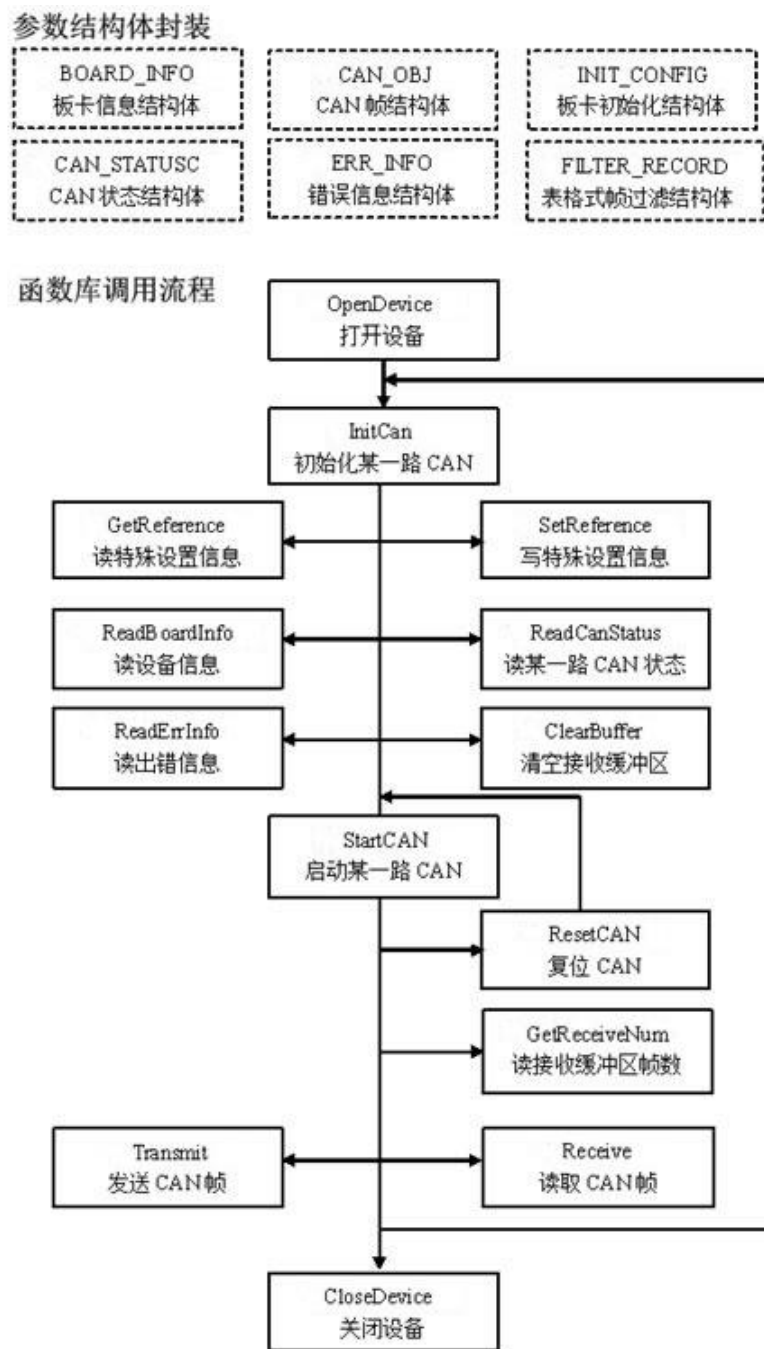 参数结构体封装
BOARD_INFO
板卡信息结构体
CAN_OBJ
CAN 帧结构体
INIT_CONFIG
板卡初始化结构体
CAN_STATUSC
CAN 状态结构体
ERR_INFO
错误信息结构体
FILTER_RECORD
表格式帧过滤结构体
函数库调用流程
OpenDevice
打开设备
InitCan
初始化某一路 CAN
GetReference
读特殊设置信息
SetReference
写特殊设置信息
ReadBoardInfo
读设备信息
ReadCanStatus
读某一路 CAN 状态
ReadErrInfo
读出错信息
ClearBuffer
清空接收缓冲区
StartCAN
启动某一路 CAN
ResetCAN
复位 CAN
GetReceiveNum
读接收缓冲区帧数
Transmit
发送 CAN 帧
Receive
读取 CAN 帧
CloseDevice
关闭设备